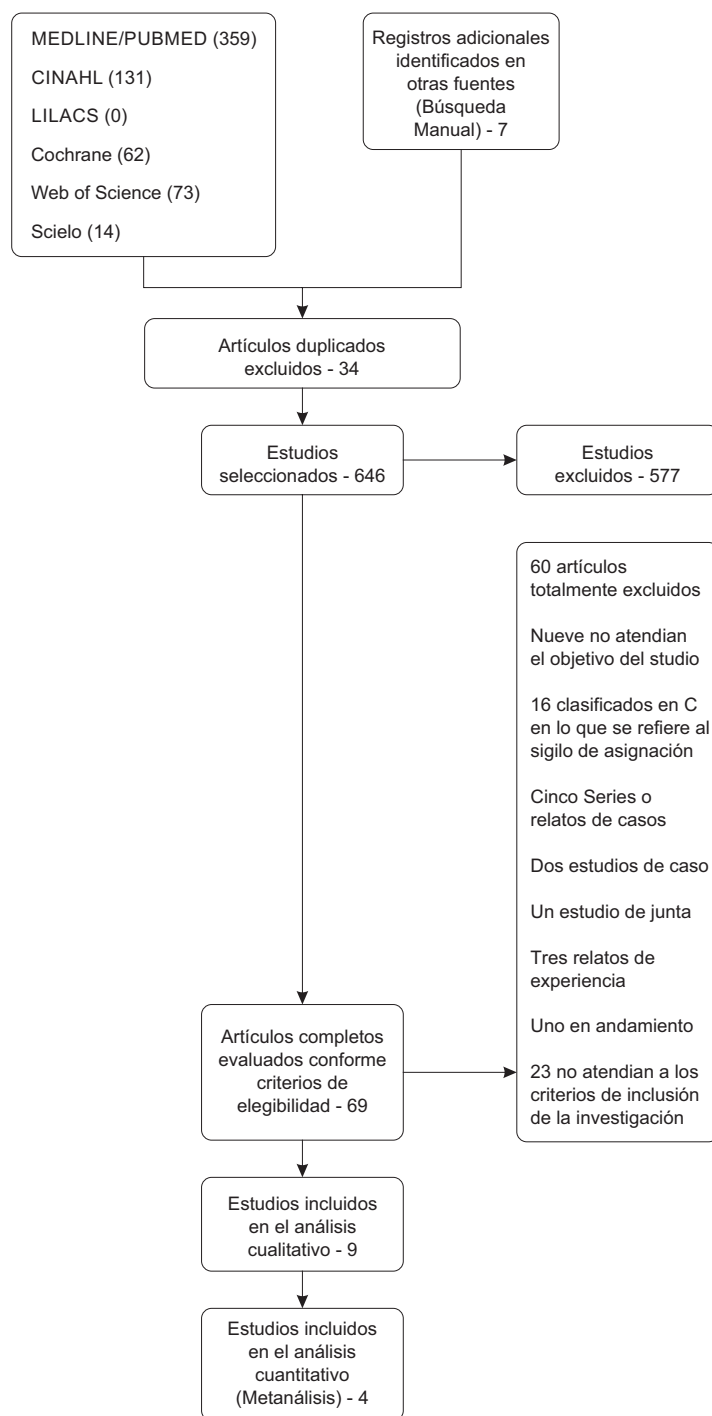 MEDLINE/PUBMED (359)
CINAHL (131)
LILACS (0)
Cochrane (62)
Web of Science (73)
Scielo (14)
Registros adicionales
identificados en
otras fuentes
(Búsqueda
Manual) - 7
Artículos duplicados
excluidos - 34
Estudios
seleccionados - 646
Estudios
excluidos - 577
60 artículos
totalmente excluidos
Nueve no atendian
el objetivo del studio
16 clasificados en C
en lo que se refiere al
sigilo de asignación
Cinco Series o
relatos de casos
Dos estudios de caso
Un estudio de junta
Tres relatos de
experiencia
Uno en andamiento
23 no atendian a los
criterios de inclusión
de la investigación
Artículos completos
evaluados conforme
criterios de
elegibilidad - 69
Estudios incluidos
en el análisis
cualitativo - 9
Estudios incluidos
en el análisis
cuantitativo
(Metanálisis) - 4